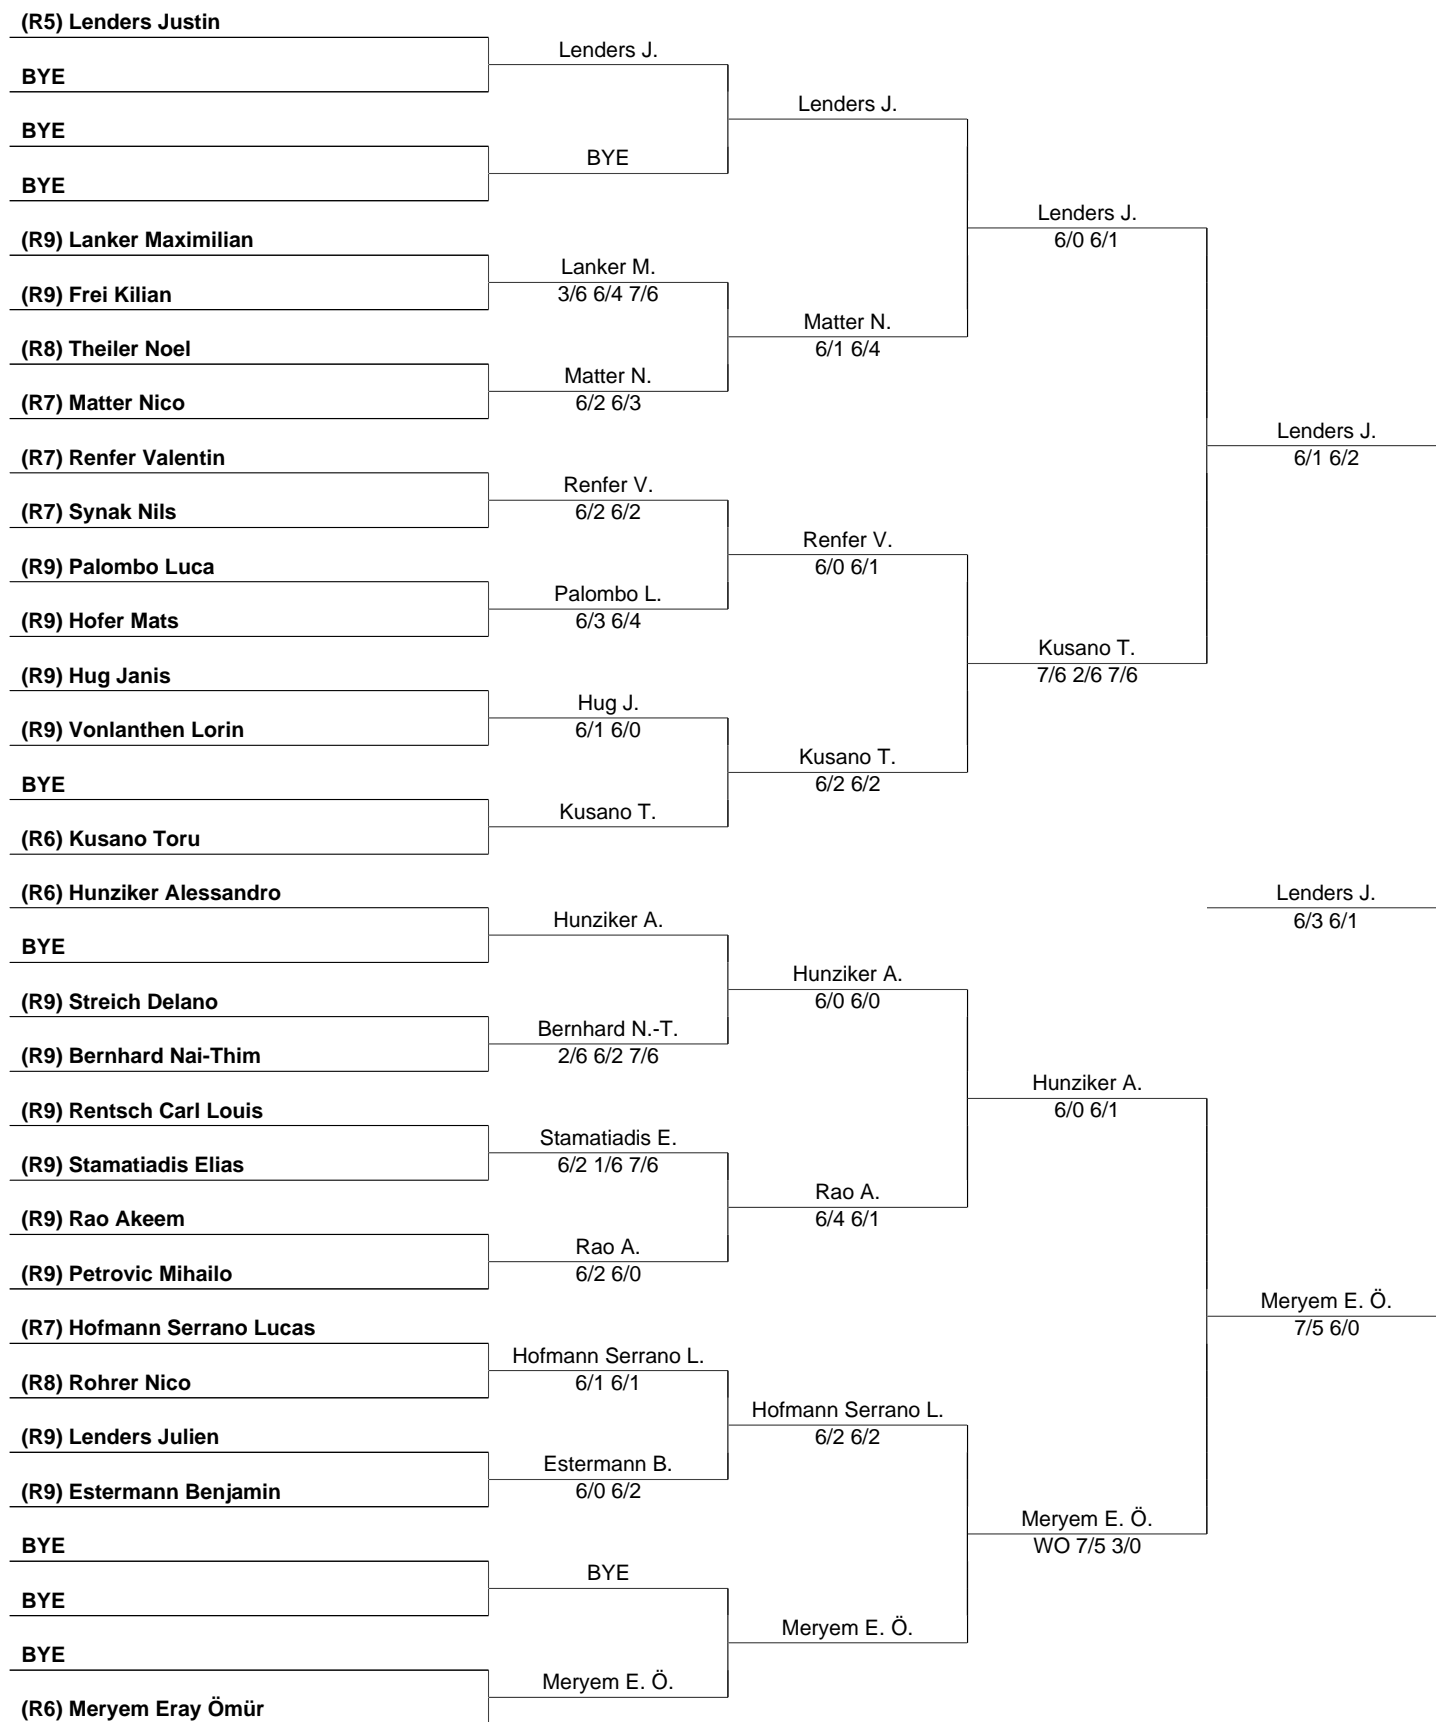 (R5) Lenders Justin
BYE
BYE
BYE
(R9) Lanker Maximilian
(R9) Frei Kilian
(R8) Theiler Noel
(R7) Matter Nico
(R7) Renfer Valentin
(R7) Synak Nils
(R9) Palombo Luca
(R9) Hofer Mats
(R9) Hug Janis
(R9) Vonlanthen Lorin
BYE
(R6) Kusano Toru
(R6) Hunziker Alessandro
BYE
(R9) Streich Delano
(R9) Bernhard Nai-Thim
(R9) Rentsch Carl Louis
(R9) Stamatiadis Elias
(R9) Rao Akeem
(R9) Petrovic Mihailo
(R7) Hofmann Serrano Lucas
(R8) Rohrer Nico
(R9) Lenders Julien
(R9) Estermann Benjamin
BYE
BYE
BYE
(R6) Meryem Eray Ömür
Lenders J.
BYE
Lanker M.
3/6 6/4 7/6
Matter N.
6/2 6/3
Renfer V.
6/2 6/2
Palombo L.
6/3 6/4
Hug J.
6/1 6/0
Kusano T.
Hunziker A.
Bernhard N.-T.
2/6 6/2 7/6
Stamatiadis E.
6/2 1/6 7/6
Rao A.
6/2 6/0
Hofmann Serrano L.
6/1 6/1
Estermann B.
6/0 6/2
BYE
Meryem E. Ö.
Lenders J.
Matter N.
6/1 6/4
Renfer V.
6/0 6/1
Kusano T.
6/2 6/2
Hunziker A.
6/0 6/0
Rao A.
6/4 6/1
Hofmann Serrano L.
6/2 6/2
Meryem E. Ö.
Lenders J.
6/0 6/1
Kusano T.
7/6 2/6 7/6
Hunziker A.
6/0 6/1
Meryem E. Ö.
WO 7/5 3/0
Lenders J.
6/1 6/2
Lenders J.
6/3 6/1
Meryem E. Ö.
7/5 6/0